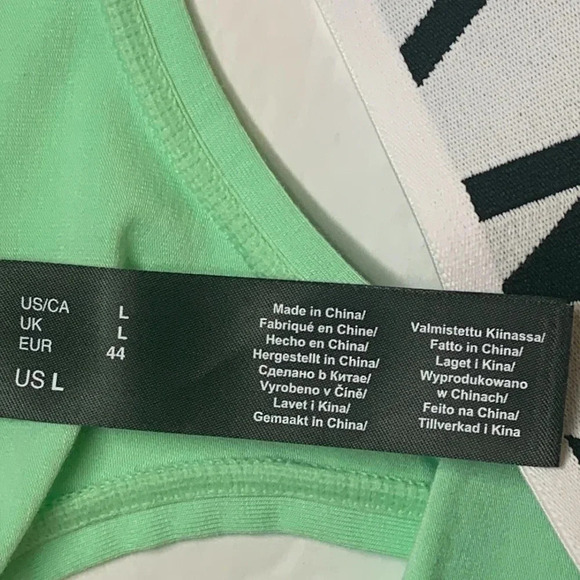 US/CA L
UK L
EUR 44
US L
Made in China/
Fabriqué en Chine/
Hecho en China/
Hergestellt in China/
Сделано b Китае/
Vyrobeno v Čině/
Lavet i Kina/
Gemaakt in China/
Valmistettu Kiinassa/
Fatto in China/
Laget i Kina/
Wyprodukowano
w Chinach/
Feito na China/
Tillverkad i Kina